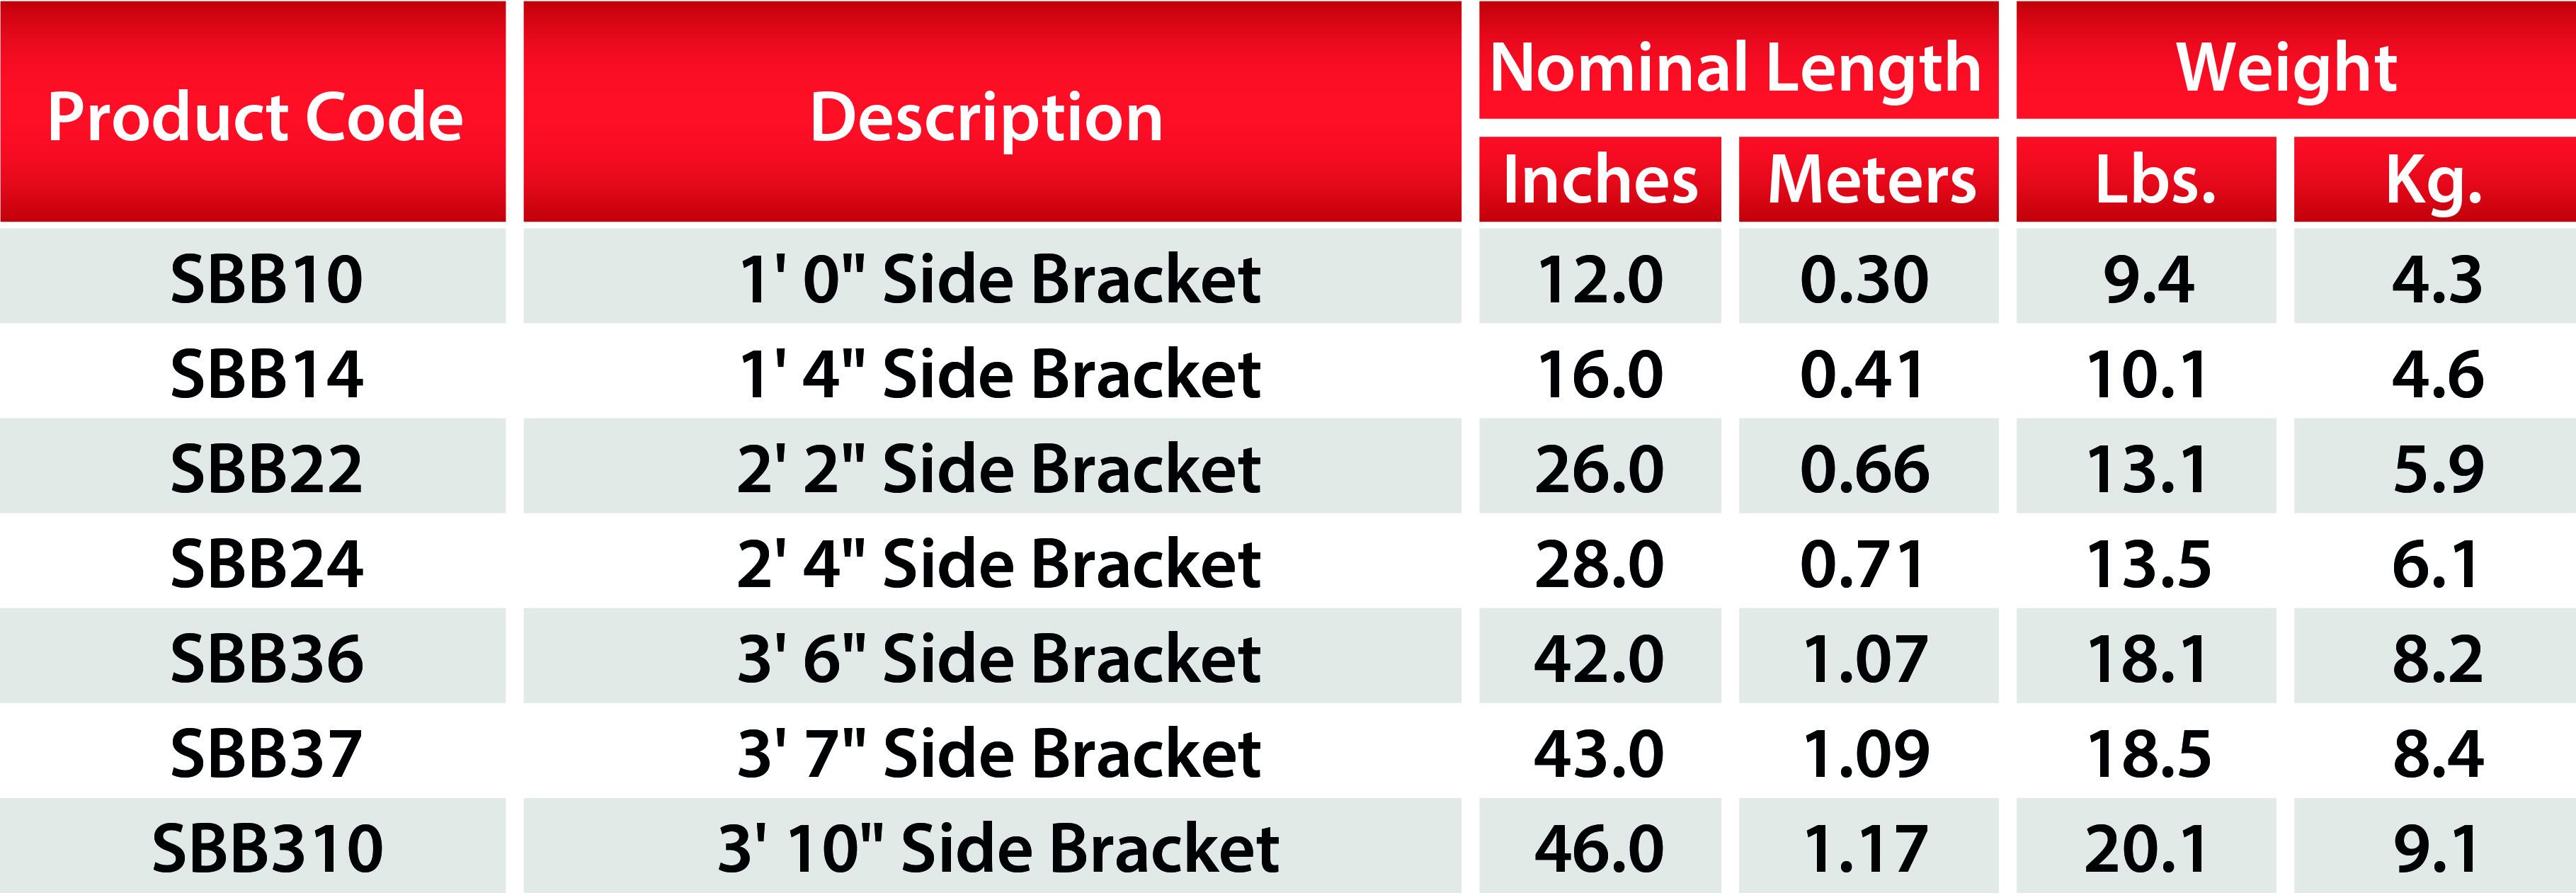 Product Code Description Nominal Length Weight
Inches Meters Lbs. Kg.
SBB10 1' 0" Side Bracket 12.0 0.30 9.4 4.3
SBB14 1' 4" Side Bracket 16.0 0.41 10.1 4.6
SBB22 2' 2" Side Bracket 26.0 0.66 13.1 5.9
SBB24 2' 4" Side Bracket 28.0 0.71 13.5 6.1
SBB36 3' 6" Side Bracket 42.0 1.07 18.1 8.2
SBB37 3' 7" Side Bracket 43.0 1.09 18.5 8.4
SBB310 3' 10" Side Bracket 46.0 1.17 20.1 9.1